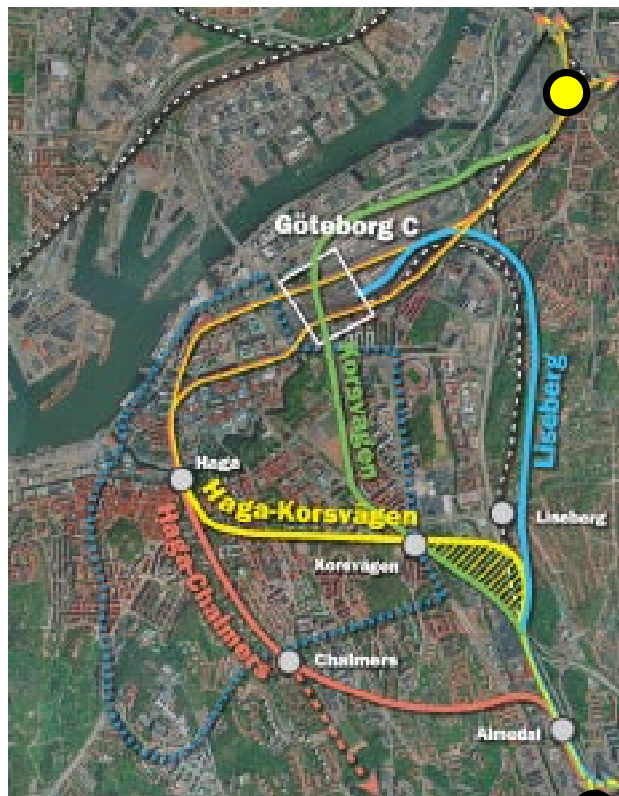 Göteborg C
Korsvägen
Liseberg
Haga
Haga-Korsvägen
Liseberg
Korsvägen
Haga-Chalmers
Chalmers
Almedal